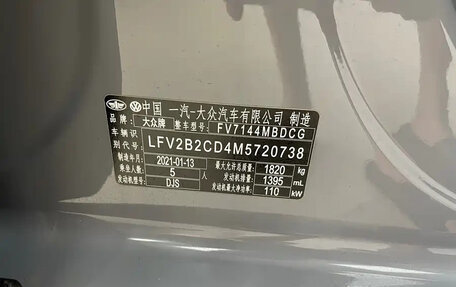 中国 一汽-大众汽车有限公司 制造
大众牌 整车型号: FV7144MBDCG
车辆识别代号: LFV2B2CD4M5720738
制造年月 2021-01-13 最大允许总质量: 1820 kg
乘坐人数 5 人 发动机排量: 1395 mL
发动机型号: DJS 发动机最大净功率: 110 kW